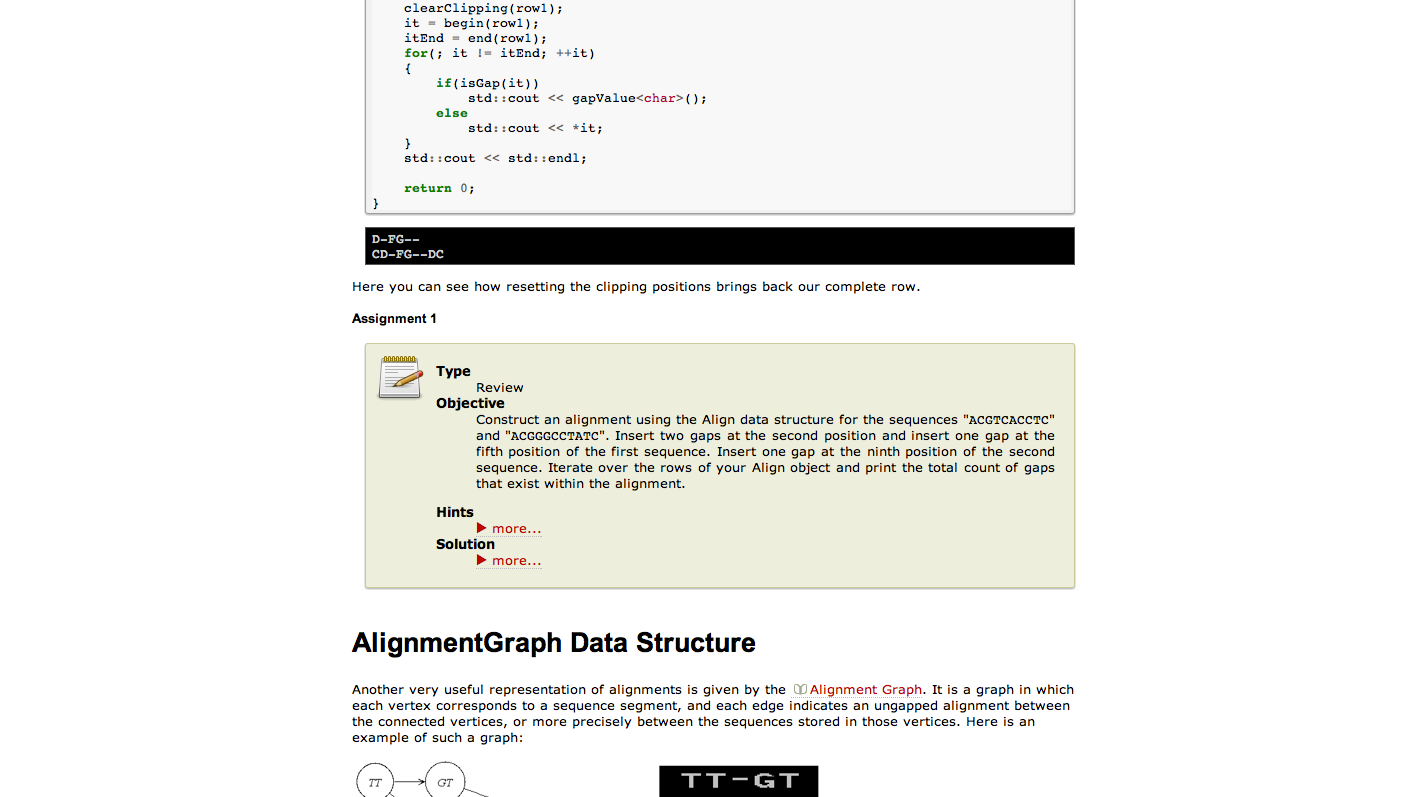 clearClipping(row1);
it = begin(row1);
itEnd = end(row1);
for(; it != itEnd; ++it)
{
if(isGap(it))
std::cout << gapValue<char>();
else
std::cout << *it;
}
std::cout << std::endl;
return 0;
}
D-FG--
CD-FG--DC
Here you can see how resetting the clipping positions brings back our complete row.
Assignment 1
Type
Review
Objective
Construct an alignment using the Align data structure for the sequences "ACGTCACCTC"
and "ACGGGCCTATC". Insert two gaps at the second position and insert one gap at the
fifth position of the first sequence. Insert one gap at the ninth position of the second
sequence. Iterate over the rows of your Align object and print the total count of gaps
that exist within the alignment.
Hints
▶ more...
Solution
▶ more...
AlignmentGraph Data Structure
Another very useful representation of alignments is given by the Alignment Graph. It is a graph in which
each vertex corresponds to a sequence segment, and each edge indicates an ungapped alignment between
the connected vertices, or more precisely between the sequences stored in those vertices. Here is an
example of such a graph:
TT GT
TT-GT